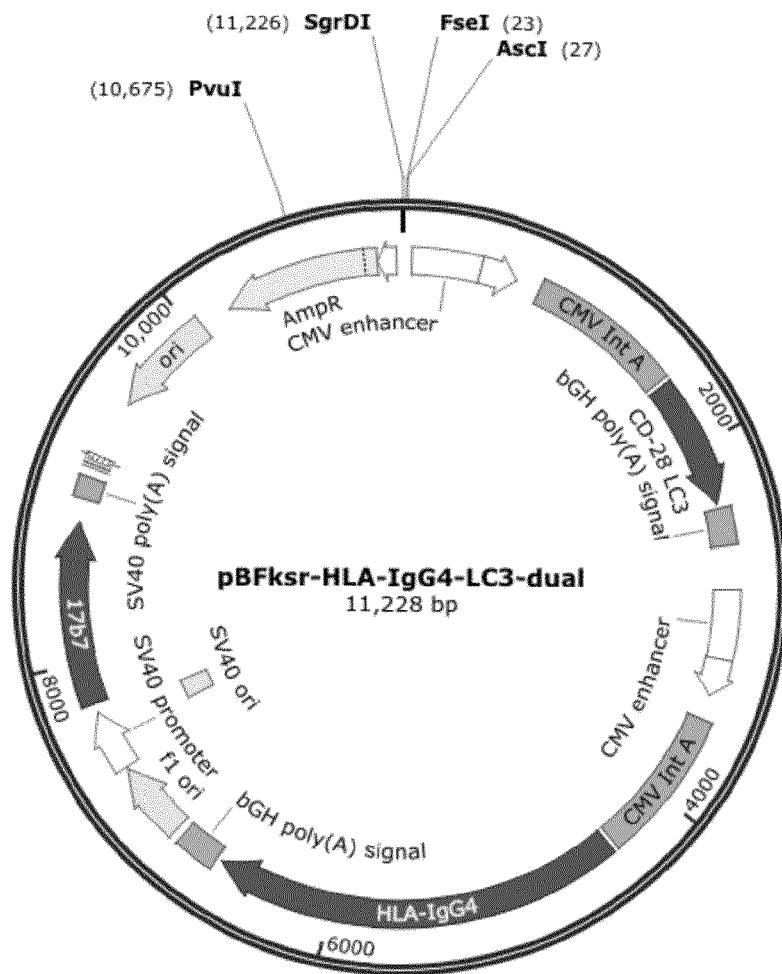 (11,226) SgrDI
FseI (23)
AscI (27)
(10,675) PvuI
AmpR
CMV enhancer
CMV Int A
2000
CD-28 LC3
bGH poly(A) signal
CMV enhancer
CMV Int A
4000
HLA-IgG4
6000
bGH poly(A) signal
f1 ori
SV40 promoter
SV40 ori
8000
17b7
SV40 poly(A) signal
ori
10,000
pBFksr-HLA-IgG4-LC3-dual
11,228 bp